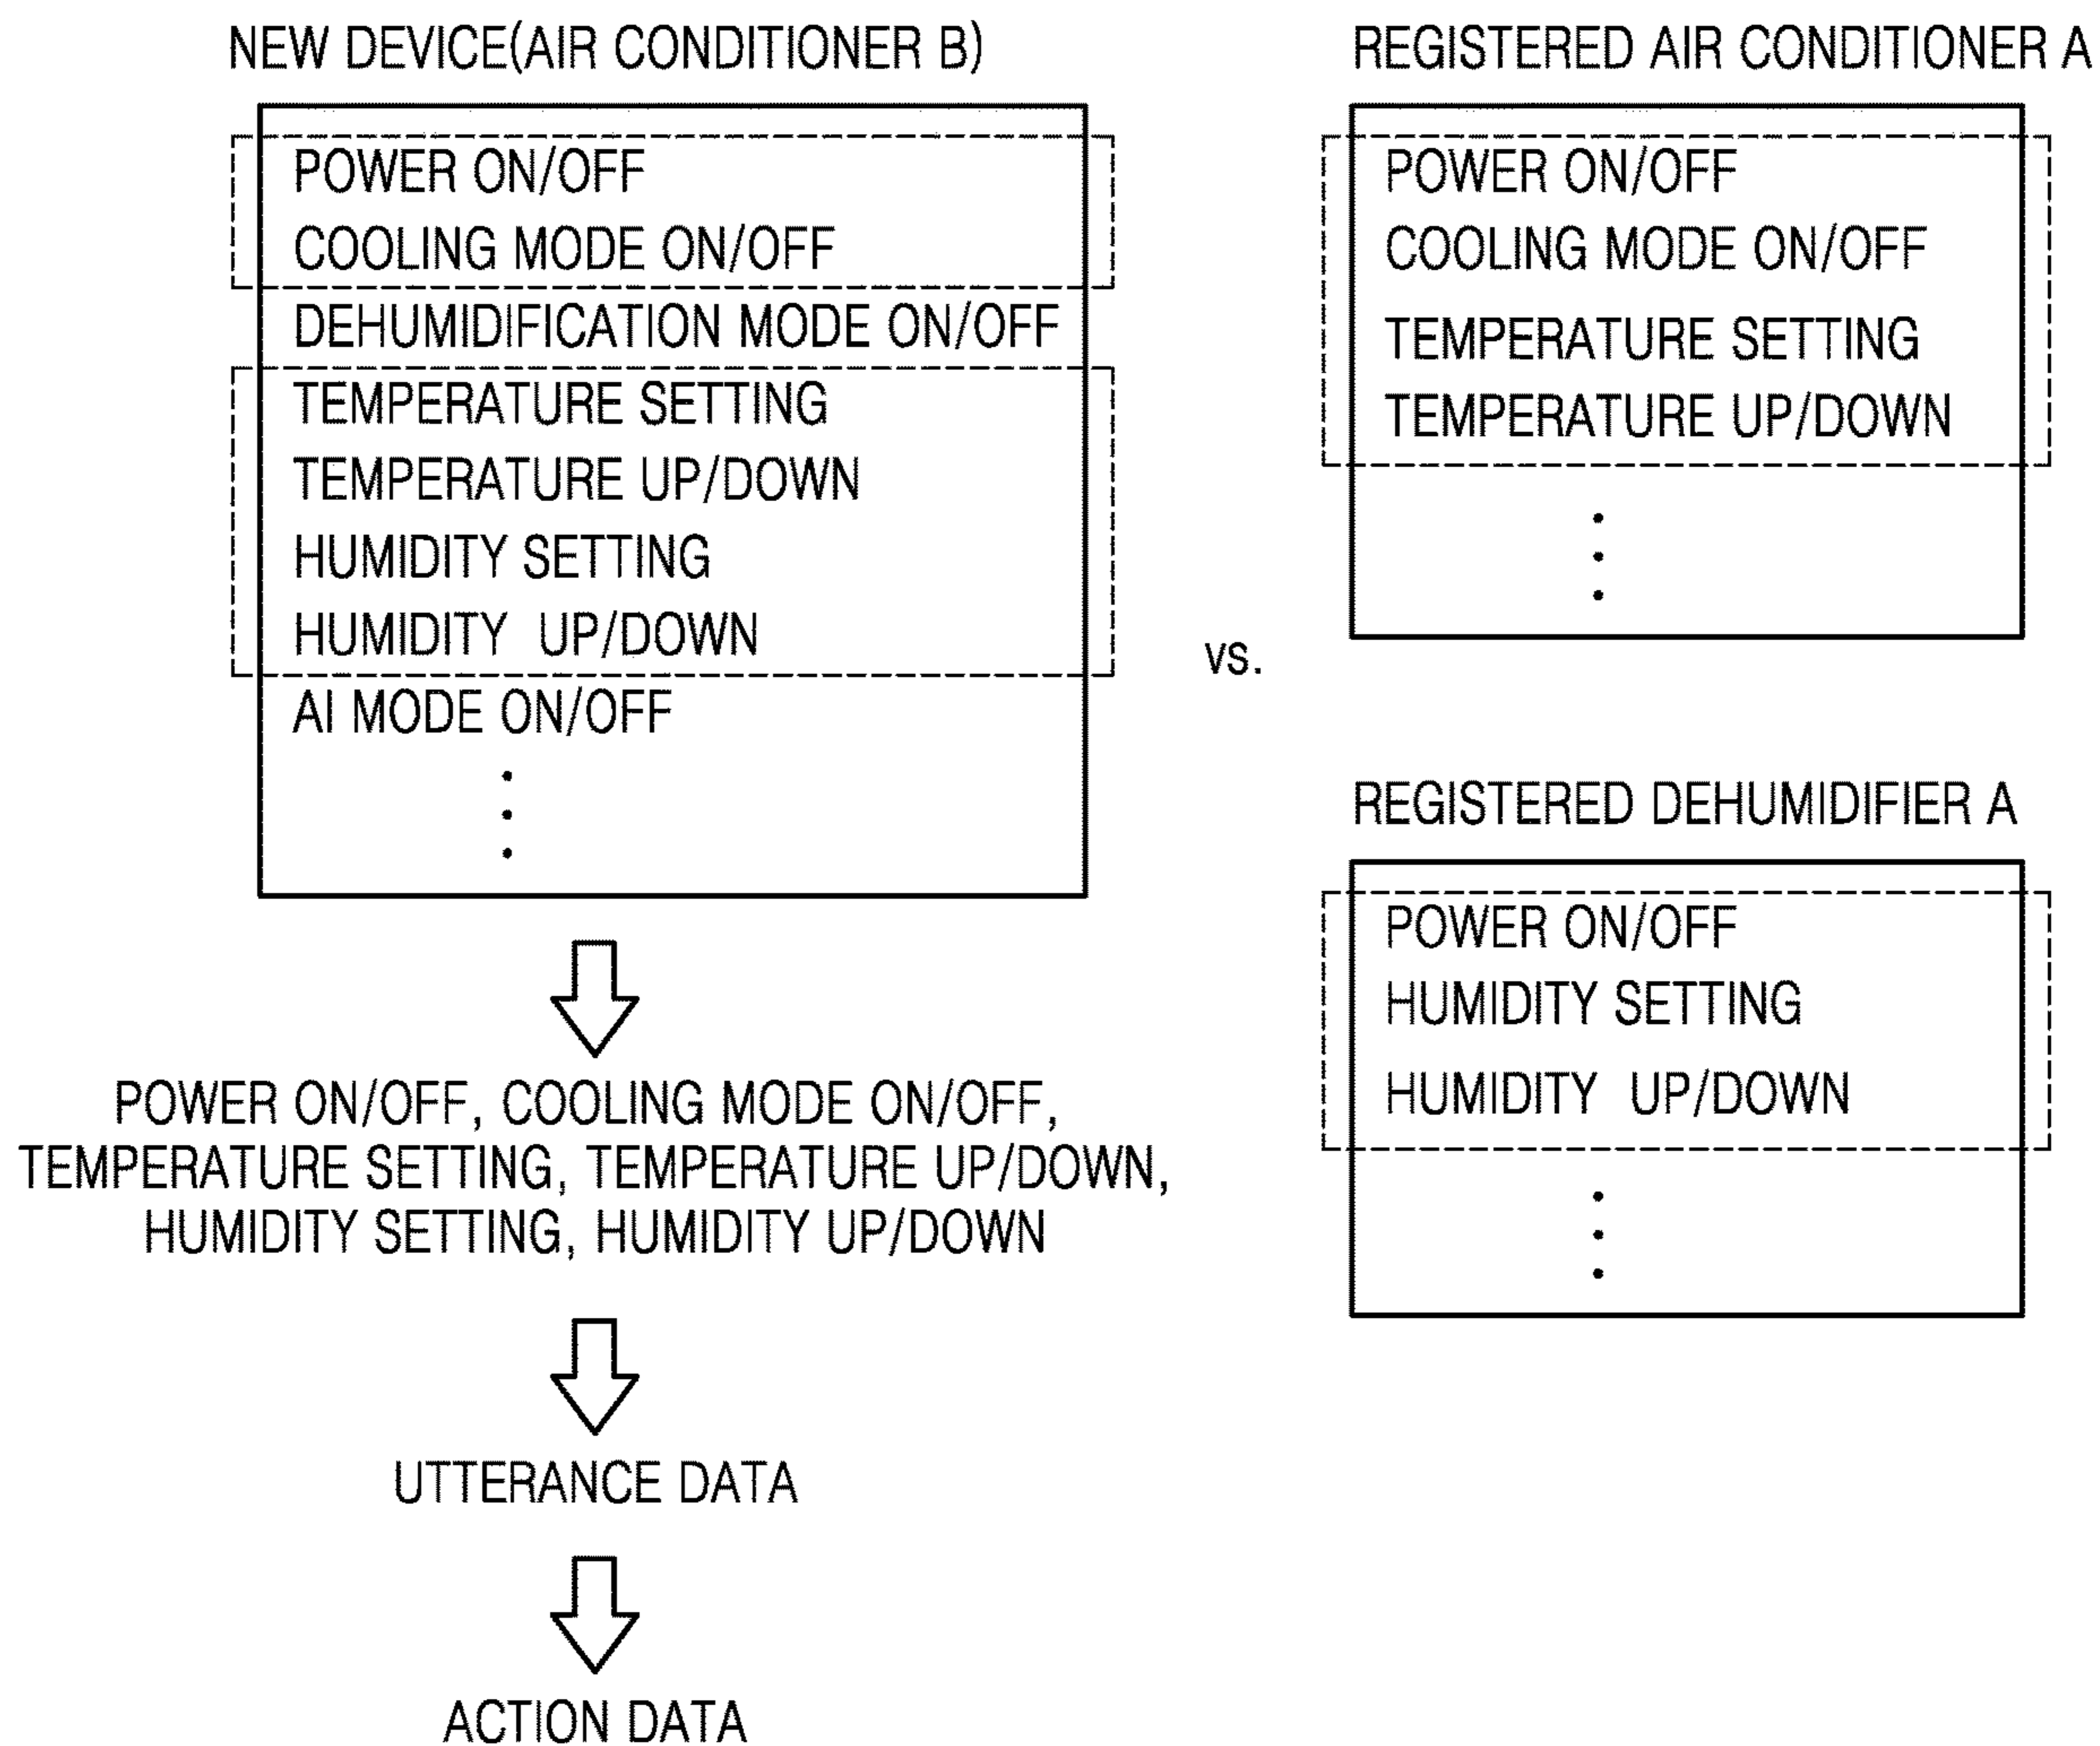 NEW DEVICE(AIR CONDITIONER B)
POWER ON/OFF
COOLING MODE ON/OFF
DEHUMIDIFICATION MODE ON/OFF
TEMPERATURE SETTING
TEMPERATURE UP/DOWN
HUMIDITY SETTING
HUMIDITY UP/DOWN
AI MODE ON/OFF
vs.
REGISTERED AIR CONDITIONER A
POWER ON/OFF
COOLING MODE ON/OFF
TEMPERATURE SETTING
TEMPERATURE UP/DOWN
REGISTERED DEHUMIDIFIER A
POWER ON/OFF
HUMIDITY SETTING
HUMIDITY UP/DOWN
POWER ON/OFF, COOLING MODE ON/OFF,
TEMPERATURE SETTING, TEMPERATURE UP/DOWN,
HUMIDITY SETTING, HUMIDITY UP/DOWN
UTTERANCE DATA
ACTION DATA